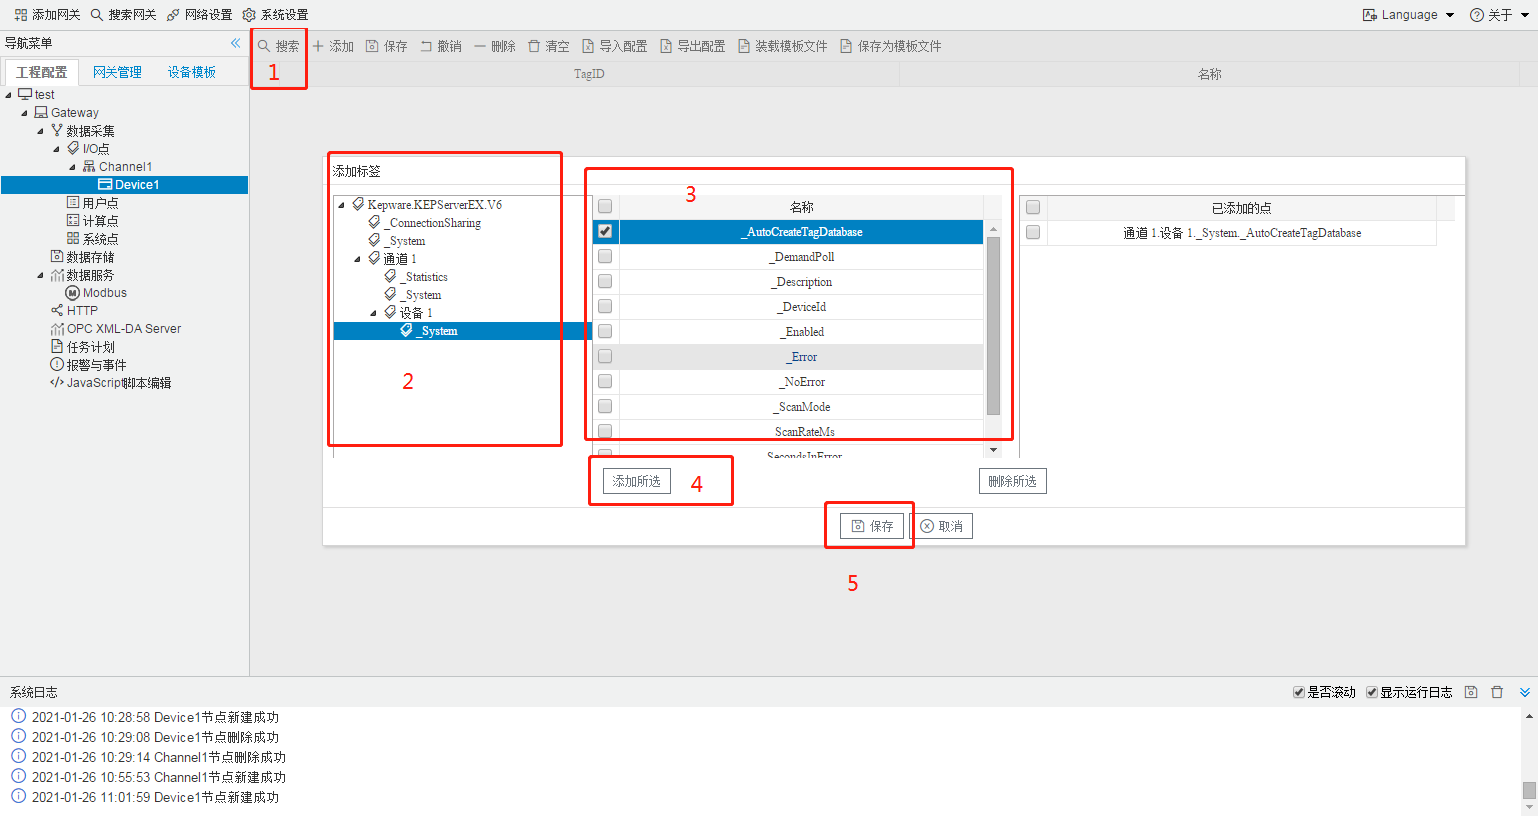 添加网关 搜索网关 网络设置 系统设置 Language 关于
导航菜单
搜索 添加 保存 撤销 删除 清空 导入配置 导出配置 装载模板文件 保存为模板文件
1
工程配置 网关管理 设备模板
TagID 名称
test
Gateway
数据采集
I/O点
Channel1
Device1
用户点
计算点
系统点
数据存储
数据服务
Modbus
HTTP
OPC XML-DA Server
任务计划
报警与事件
JavaScript脚本编辑
添加标签
Kepware.KEPServerEX.V6
_ConnectionSharing
_System
通道 1
_Statistics
_System
设备 1
_System
2
3
名称
_AutoCreateTagDatabase
_DemandPoll
_Description
_DeviceId
_Enabled
_Error
_NoError
_ScanMode
ScanRateMs
SecondsInError
已添加的点
通道 1.设备 1._System._AutoCreateTagDatabase
添加所选 4 删除所选
保存 取消
5
系统日志 是否滚动 显示运行日志
2021-01-26 10:28:58 Device1节点新建成功
2021-01-26 10:29:08 Device1节点删除成功
2021-01-26 10:29:14 Channel1节点删除成功
2021-01-26 10:55:53 Channel1节点新建成功
2021-01-26 11:01:59 Device1节点新建成功